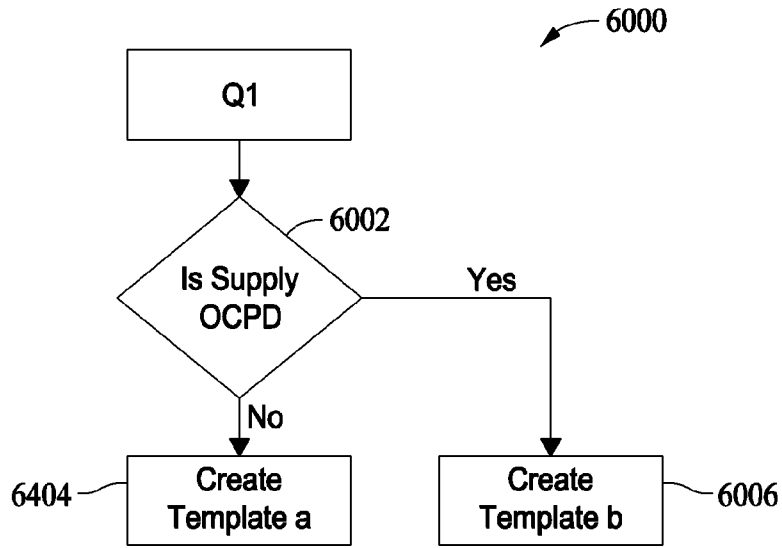 6000
Q1
6002
Is Supply
OCPD
Yes
No
6404
Create
Template a
Create
Template b
6006